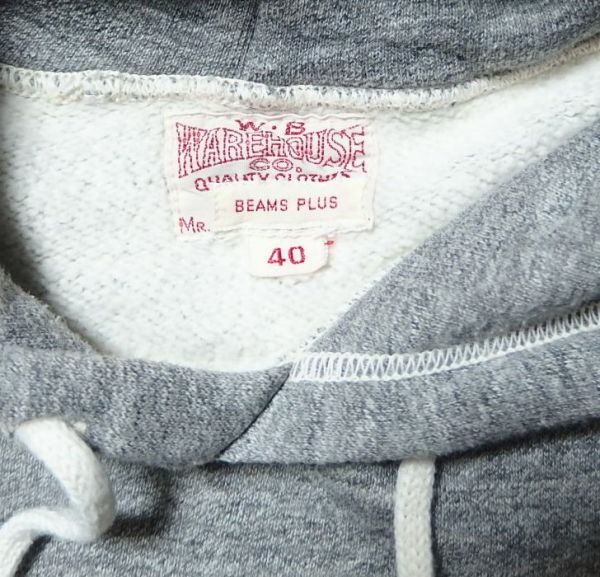 W.B
WAREHOUSE
CO.
QUALITY CLOTHES
BEAMS PLUS
MR.
40